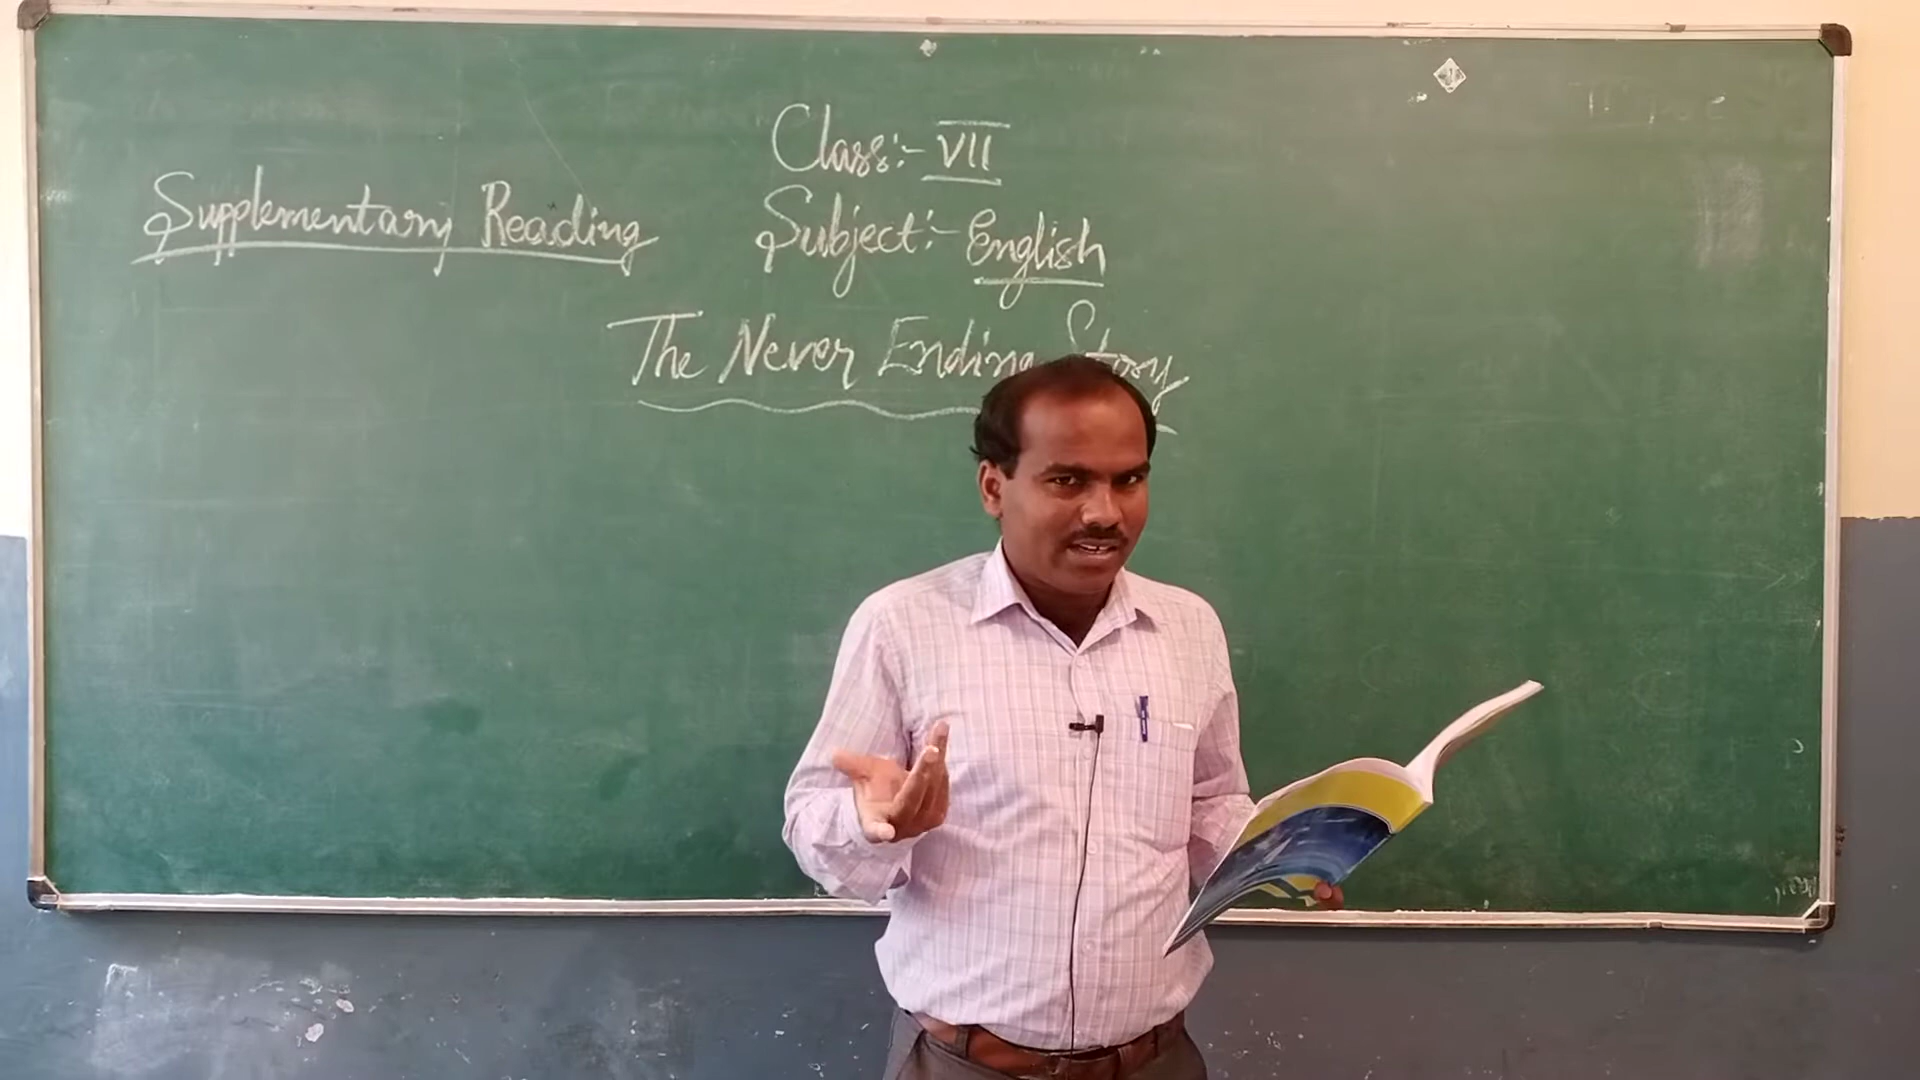 Class:- VII
Supplementary Reading
Subject:- English
The Never Ending Story